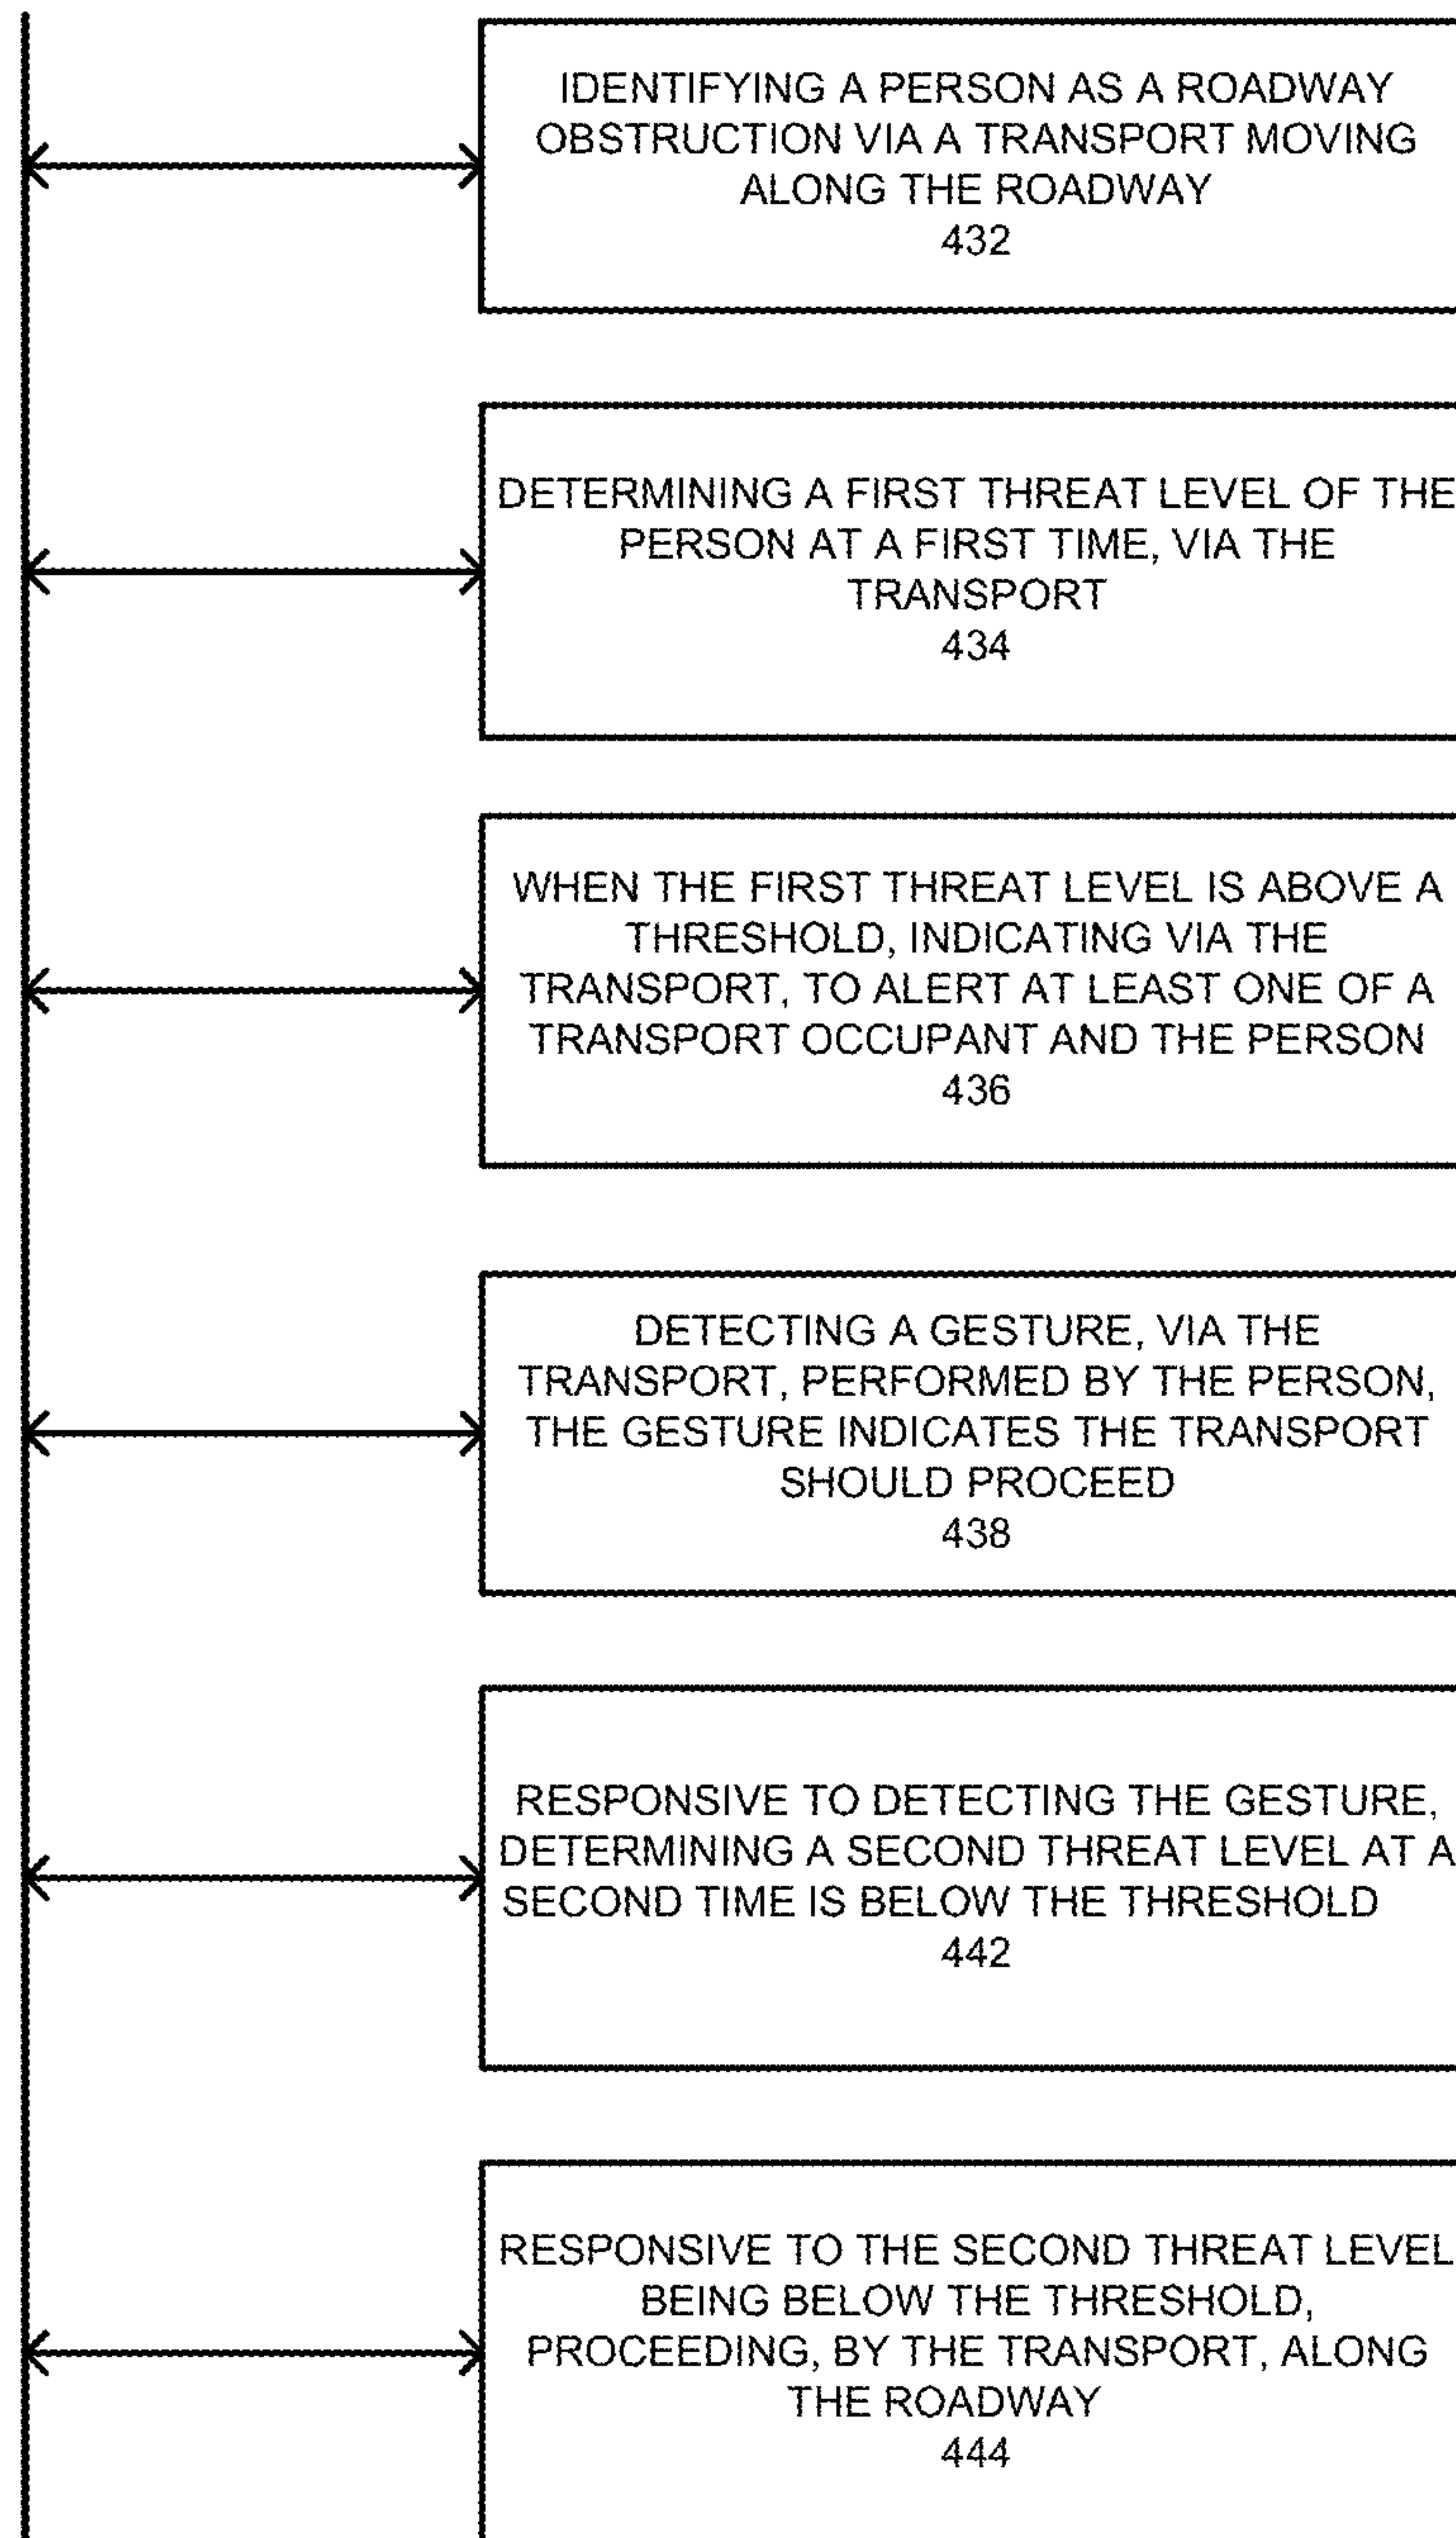 IDENTIFYING A PERSON AS A ROADWAY
OBSTRUCTION VIA A TRANSPORT MOVING
ALONG THE ROADWAY
432
DETERMINING A FIRST THREAT LEVEL OF THE
PERSON AT A FIRST TIME, VIA THE
TRANSPORT
434
WHEN THE FIRST THREAT LEVEL IS ABOVE A
THRESHOLD, INDICATING VIA THE
TRANSPORT, TO ALERT AT LEAST ONE OF A
TRANSPORT OCCUPANT AND THE PERSON
436
DETECTING A GESTURE, VIA THE
TRANSPORT, PERFORMED BY THE PERSON,
THE GESTURE INDICATES THE TRANSPORT
SHOULD PROCEED
438
RESPONSIVE TO DETECTING THE GESTURE,
DETERMINING A SECOND THREAT LEVEL AT A
SECOND TIME IS BELOW THE THRESHOLD
442
RESPONSIVE TO THE SECOND THREAT LEVEL
BEING BELOW THE THRESHOLD,
PROCEEDING, BY THE TRANSPORT, ALONG
THE ROADWAY
444